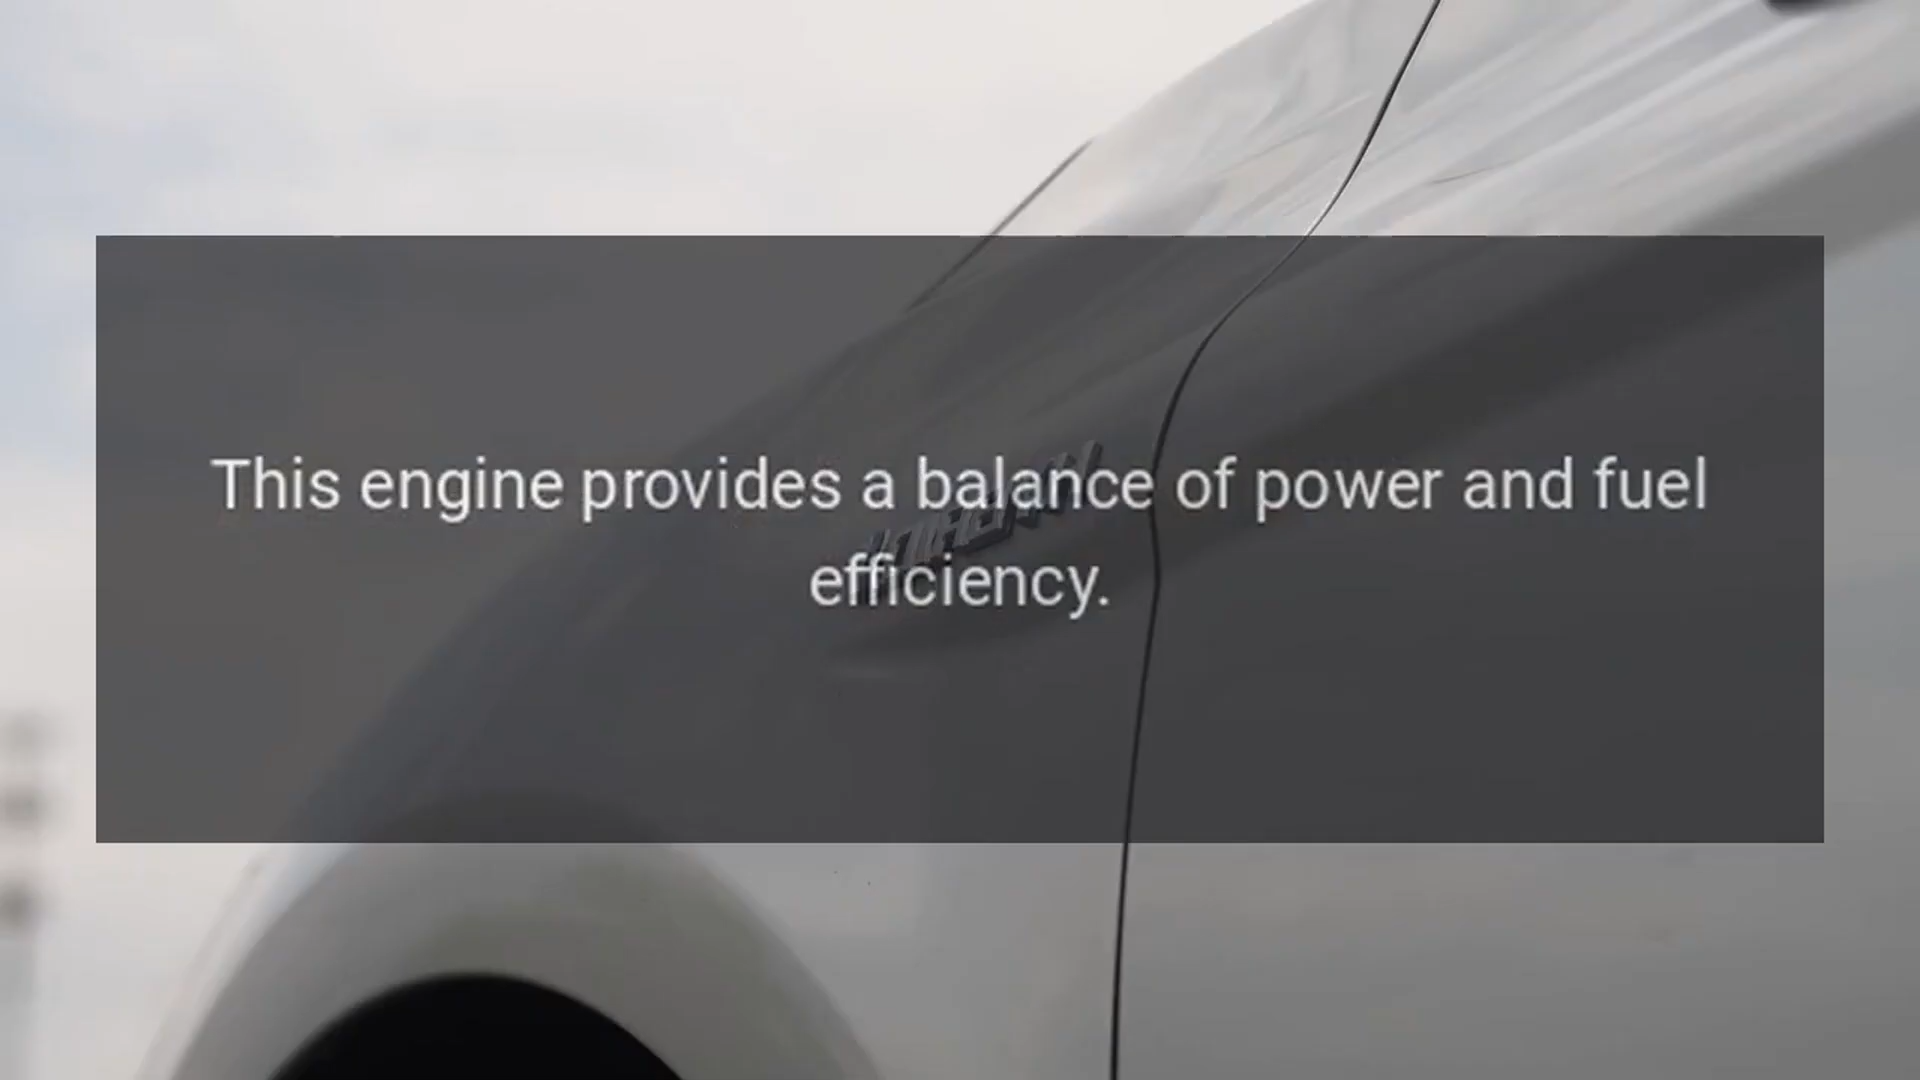 This engine provides a balance of power and fuel
efficiency.